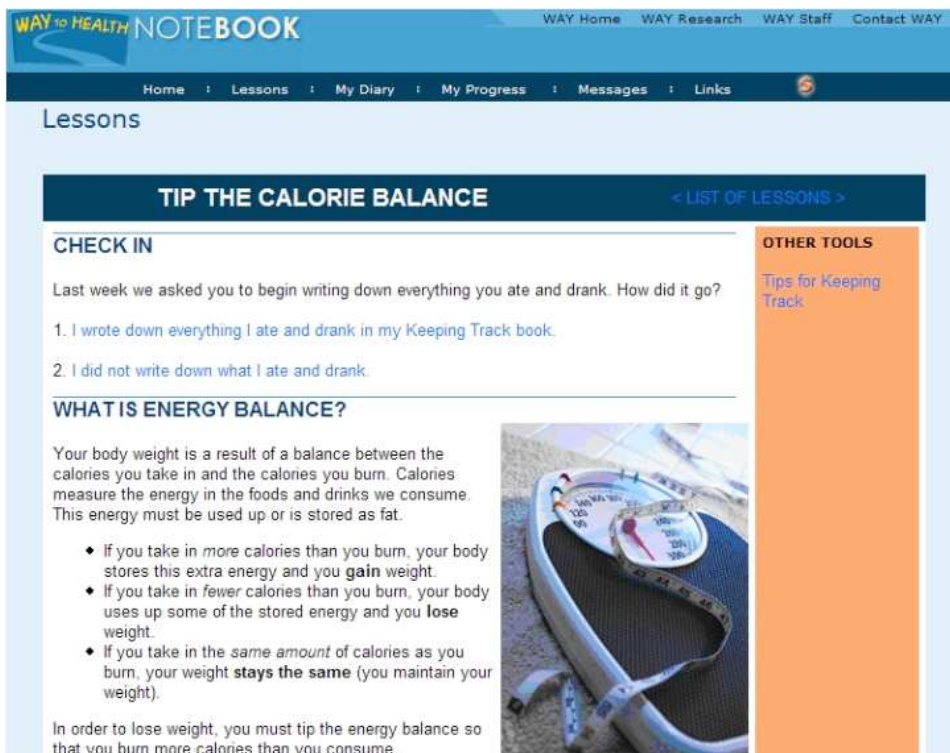 WAY TO HEALTH NOTEBOOK
WAY Home WAY Research WAY Staff Contact WAY
Home : Lessons : My Diary : My Progress : Messages : Links
Lessons
TIP THE CALORIE BALANCE
< LIST OF LESSONS >
CHECK IN
Last week we asked you to begin writing down everything you ate and drank. How did it go?
1. I wrote down everything I ate and drank in my Keeping Track book.
2. I did not write down what I ate and drank.
WHAT IS ENERGY BALANCE?
Your body weight is a result of a balance between the
calories you take in and the calories you burn. Calories
measure the energy in the foods and drinks we consume.
This energy must be used up or is stored as fat.
◆ If you take in more calories than you burn, your body
stores this extra energy and you gain weight.
◆ If you take in fewer calories than you burn, your body
uses up some of the stored energy and you lose
weight.
◆ If you take in the same amount of calories as you
burn, your weight stays the same (you maintain your
weight).
In order to lose weight, you must tip the energy balance so
that you burn more calories than you consume.
OTHER TOOLS
Tips for Keeping
Track